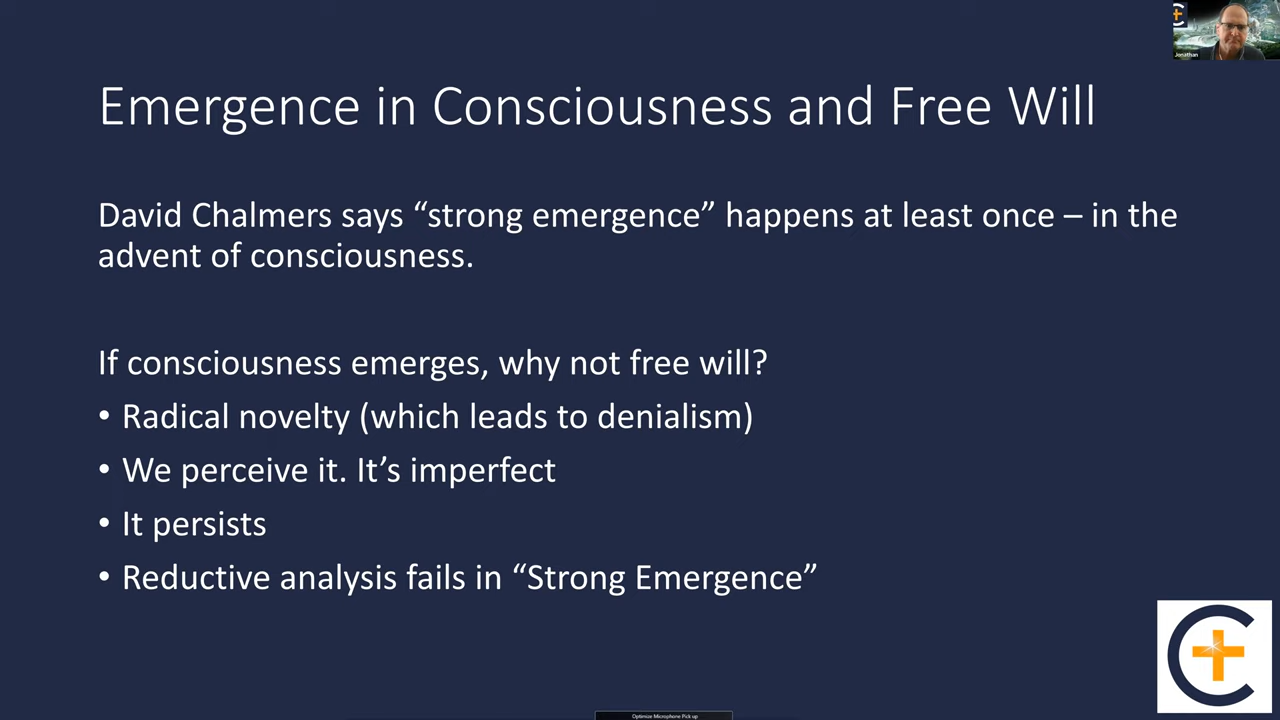 Jonathan
Emergence in Consciousness and Free Will
David Chalmers says “strong emergence” happens at least once – in the
advent of consciousness.
If consciousness emerges, why not free will?
• Radical novelty (which leads to denialism)
• We perceive it. It’s imperfect
• It persists
• Reductive analysis fails in “Strong Emergence”
Optimize Microphone Pick up